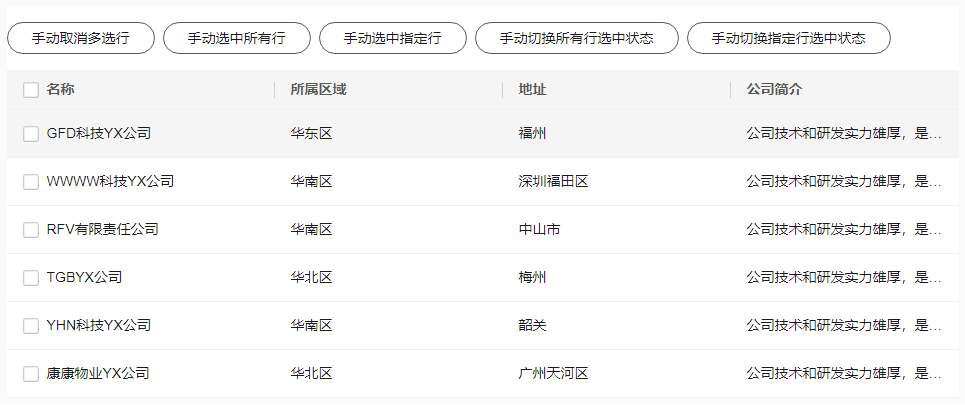 手动取消多选行 手动选中所有行 手动选中指定行 手动切换所有行选中状态 手动切换指定行选中状态
名称 所属区域 地址 公司简介
GFD科技YX公司 华东区 福州 公司技术和研发实力雄厚，是...
WWWW科技YX公司 华南区 深圳福田区 公司技术和研发实力雄厚，是...
RFV有限责任公司 华南区 中山市 公司技术和研发实力雄厚，是...
TGBYX公司 华北区 梅州 公司技术和研发实力雄厚，是...
YHN科技YX公司 华南区 韶关 公司技术和研发实力雄厚，是...
康康物业YX公司 华北区 广州天河区 公司技术和研发实力雄厚，是...